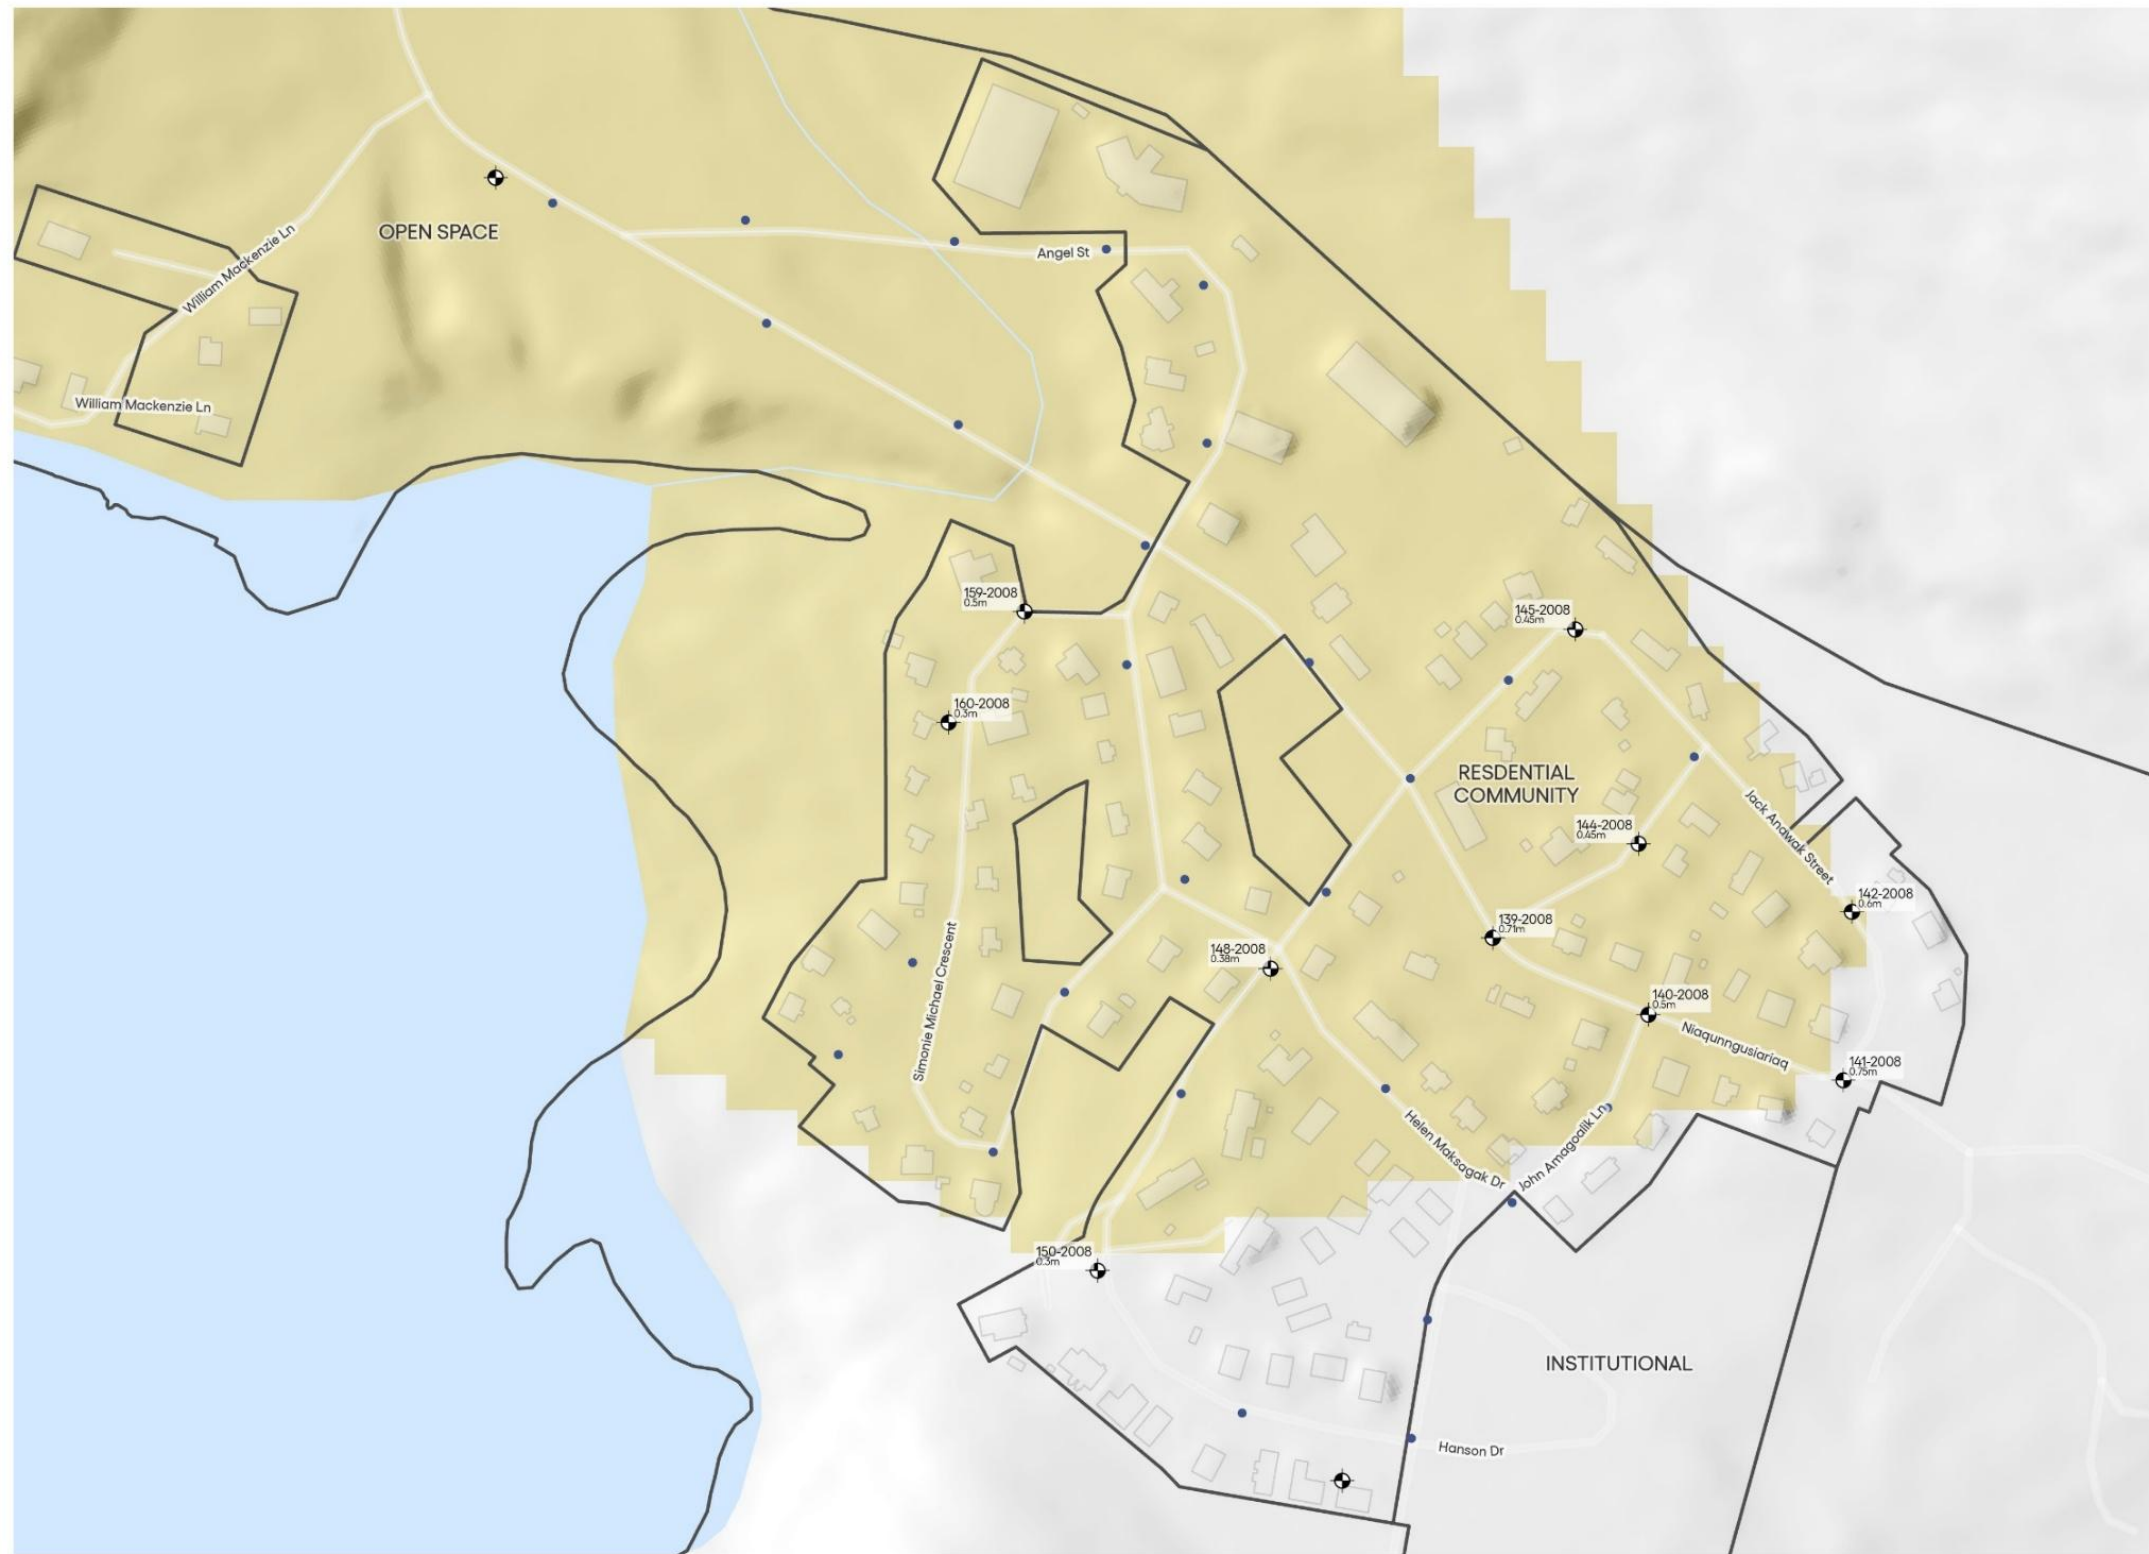 William Mackenzie Ln
OPEN SPACE
Angel St
William Mackenzie Ln
159-2008
0.5m
145-2008
0.45m
160-2008
0.3m
RESDENTIAL
COMMUNITY
Jack Anawak Street
144-2008
0.45m
142-2008
0.6m
139-2008
0.71m
148-2008
0.38m
Simonie Michael Crescent
140-2008
0.5m
Niaqunngusiariaq
141-2008
0.75m
Helen Maksagak Dr
John Amagoalik Ln
150-2008
0.3m
INSTITUTIONAL
Hanson Dr